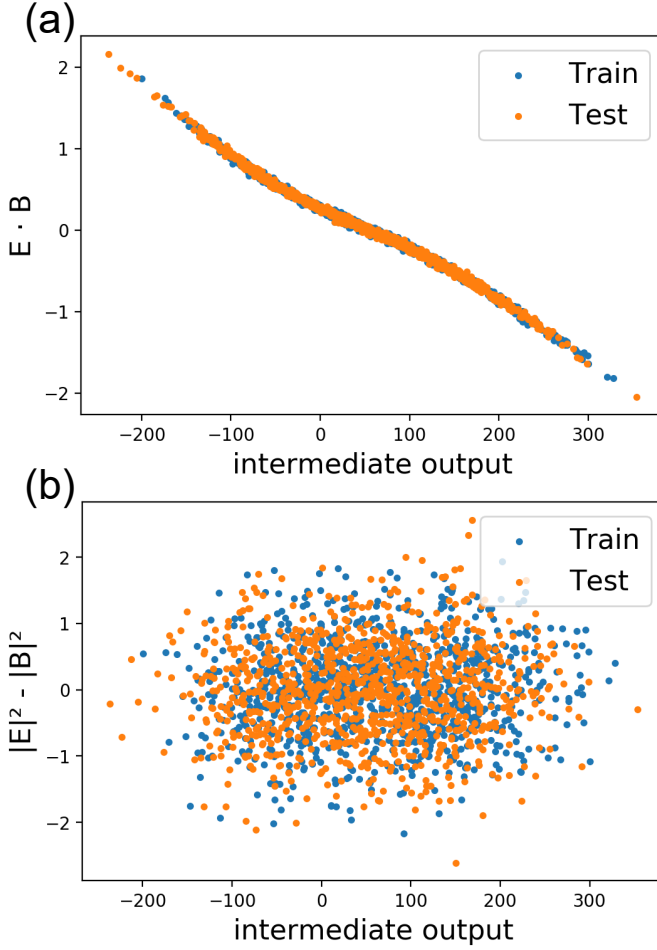 (a)
E · B
2
1
0
−1
−2
Train
Test
−200 −100 0 100 200 300
intermediate output
(b)
|E|² - |B|²
2
1
0
−1
−2
Train
Test
−200 −100 0 100 200 300
intermediate output